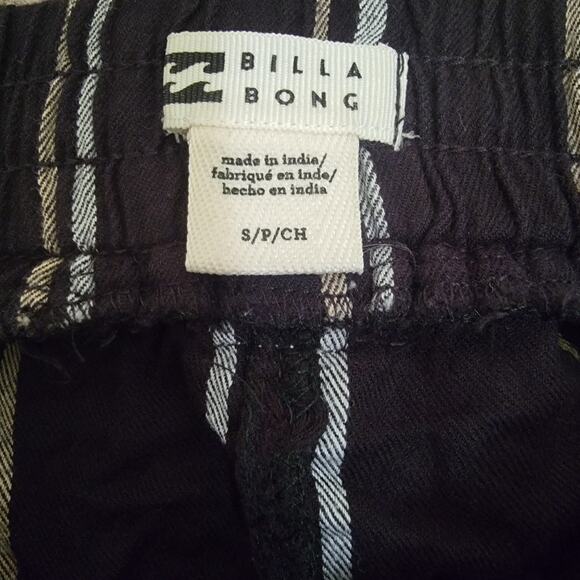 BILLA
BONG
made in india/
fabriqué en inde/
hecho en india
S/P/CH